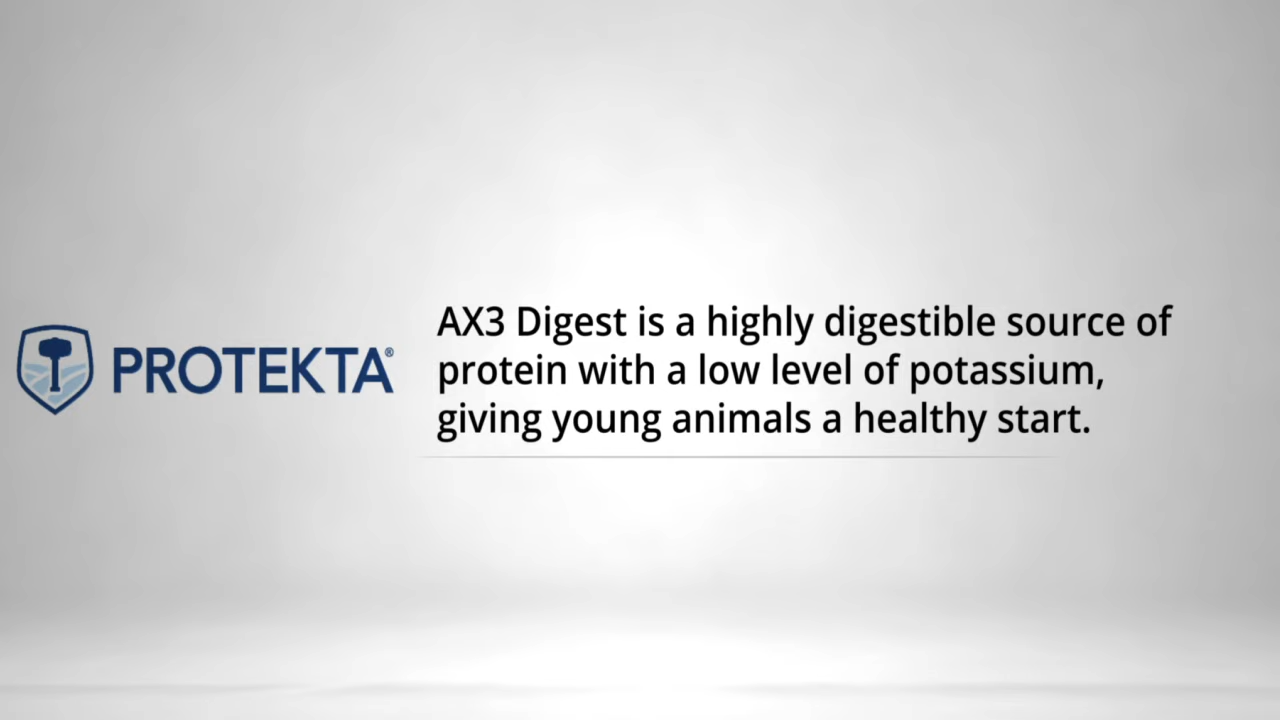 PROTEKTA®
AX3 Digest is a highly digestible source of
protein with a low level of potassium,
giving young animals a healthy start.